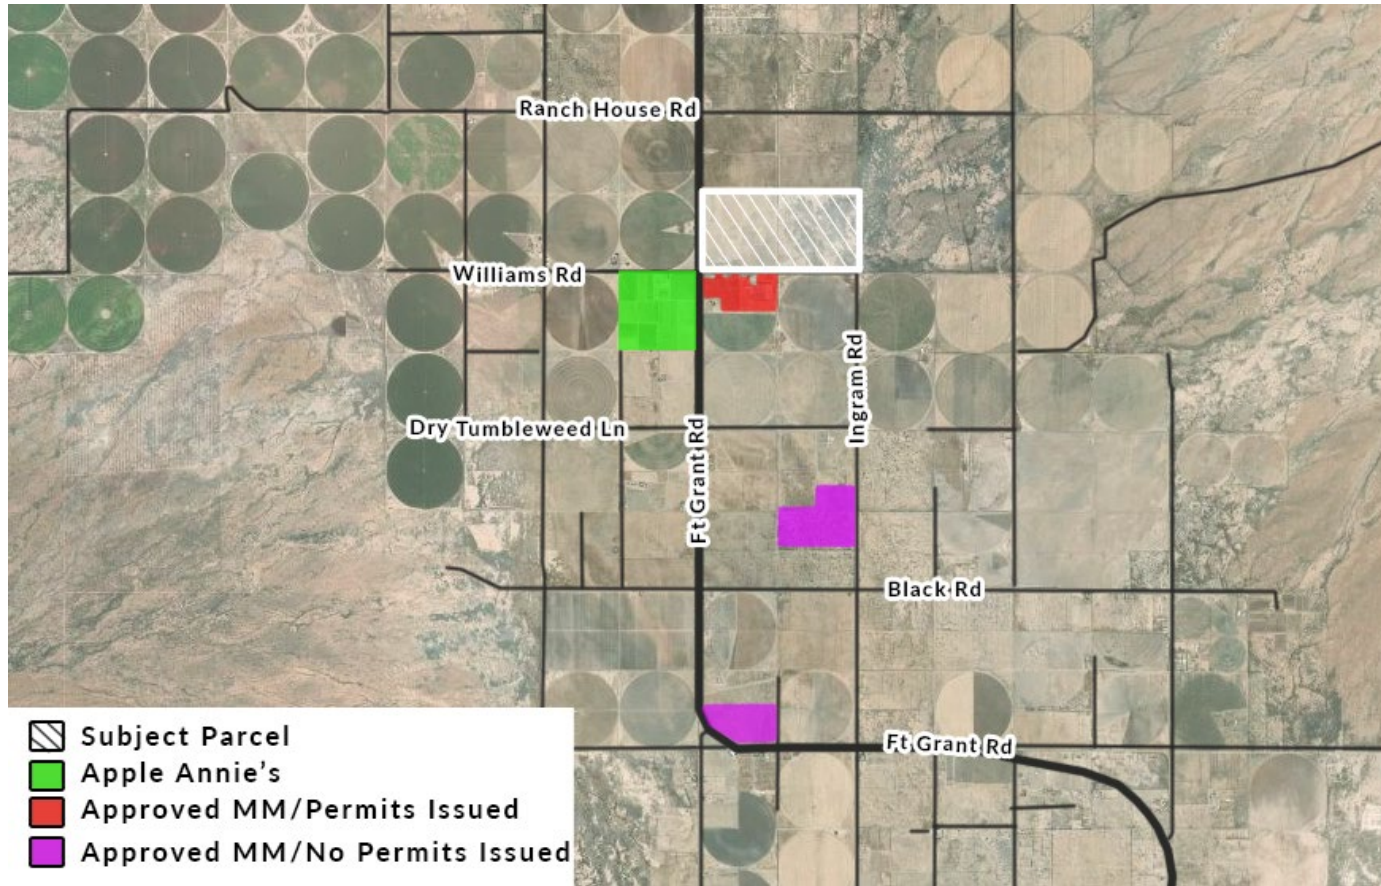 Ranch House Rd
Williams Rd
Ingram Rd
Dry Tumbleweed Ln
Ft Grant Rd
Black Rd
Ft Grant Rd
Subject Parcel
Apple Annie's
Approved MM/Permits Issued
Approved MM/No Permits Issued